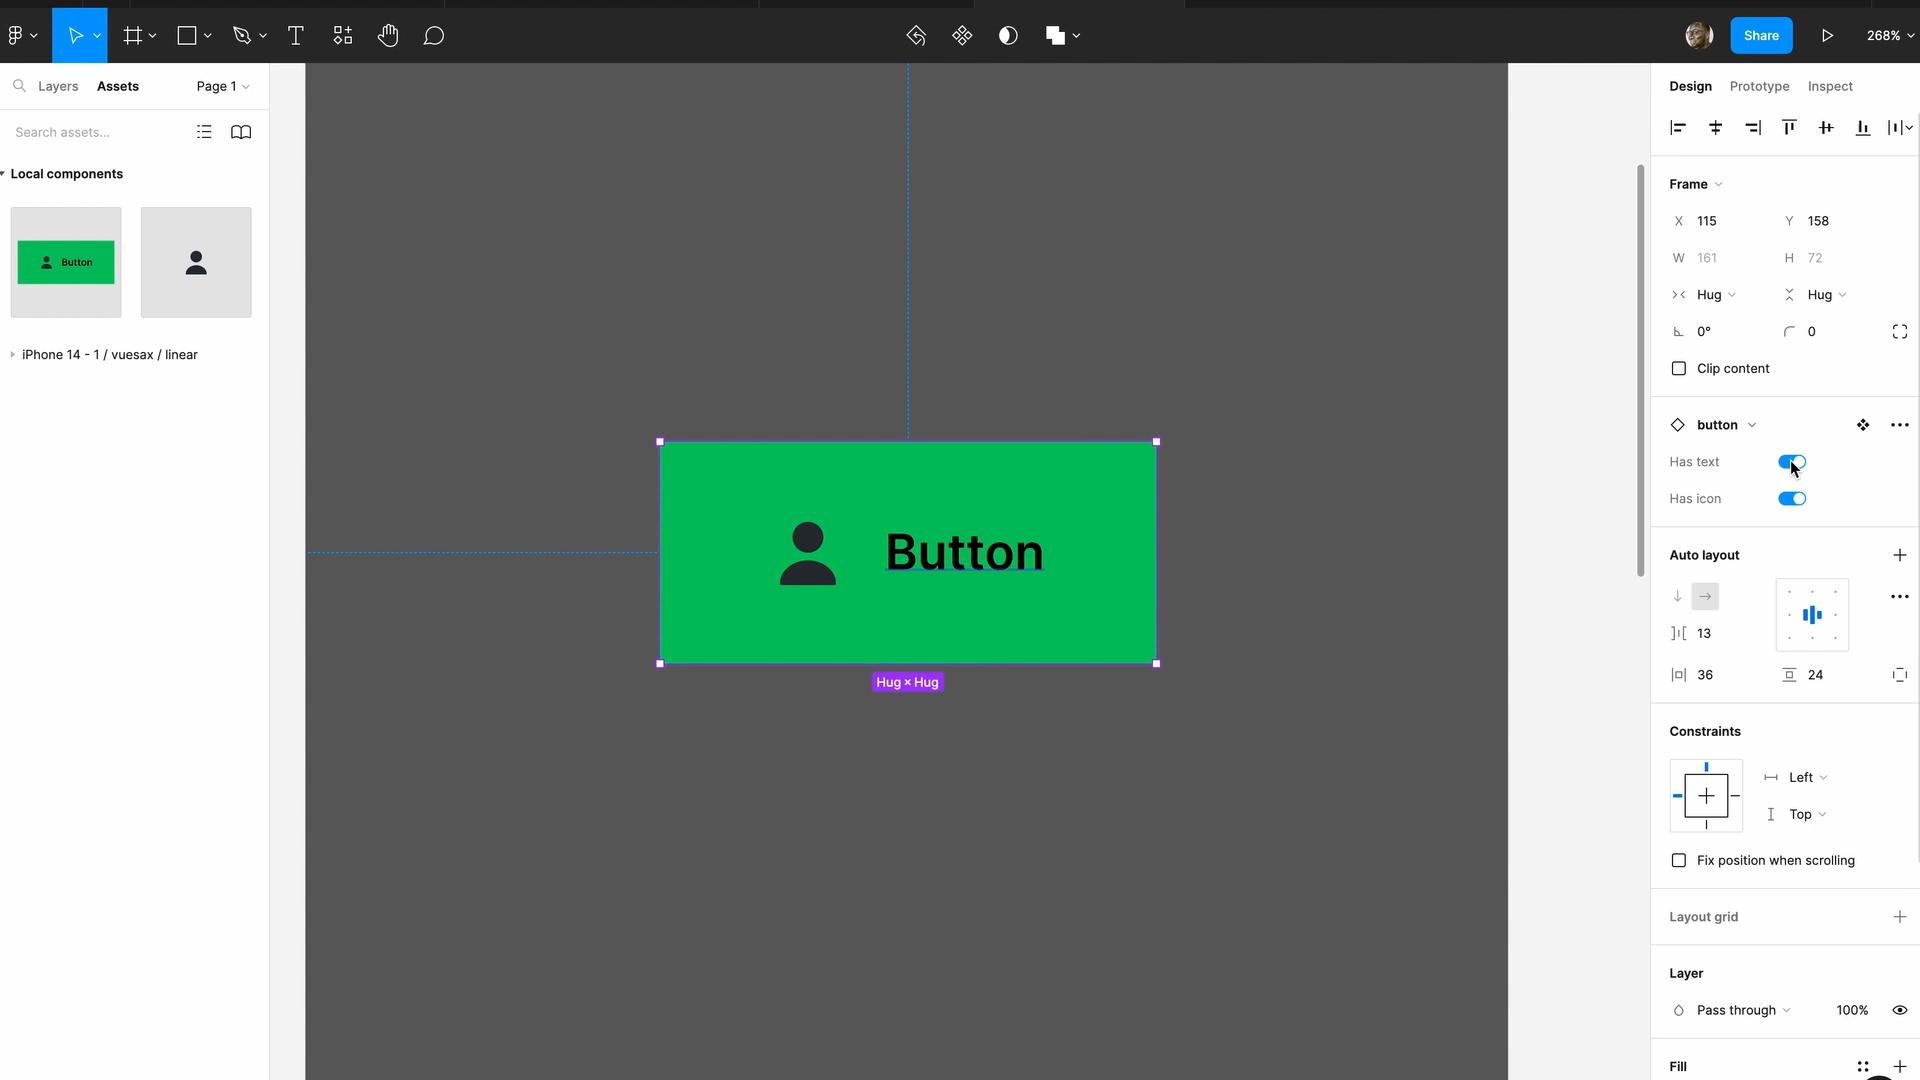 Share
268%
Layers
Assets
Page 1
Search assets...
Local components
Button
iPhone 14 - 1 / vuesax / linear
Button
Hug × Hug
Design
Prototype
Inspect
Frame
X 115
Y 158
W 161
H 72
Hug
Hug
0°
0
Clip content
button
Has text
Has icon
Auto layout
13
36
24
Constraints
Left
Top
Fix position when scrolling
Layout grid
Layer
Pass through
100%
Fill